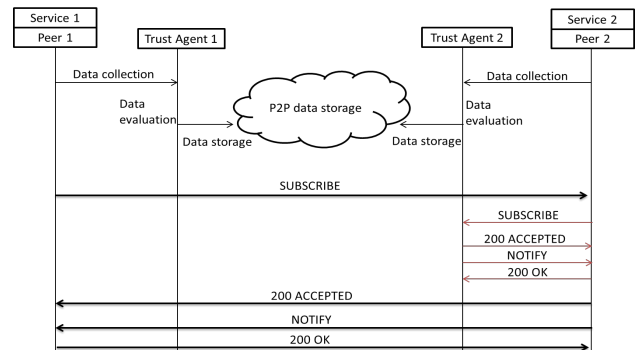 Service 1
Peer 1
Trust Agent 1
Trust Agent 2
Service 2
Peer 2
Data collection
Data collection
Data
evaluation
P2P data storage
Data
evaluation
Data storage
Data storage
SUBSCRIBE
SUBSCRIBE
200 ACCEPTED
NOTIFY
200 OK
200 ACCEPTED
NOTIFY
200 OK